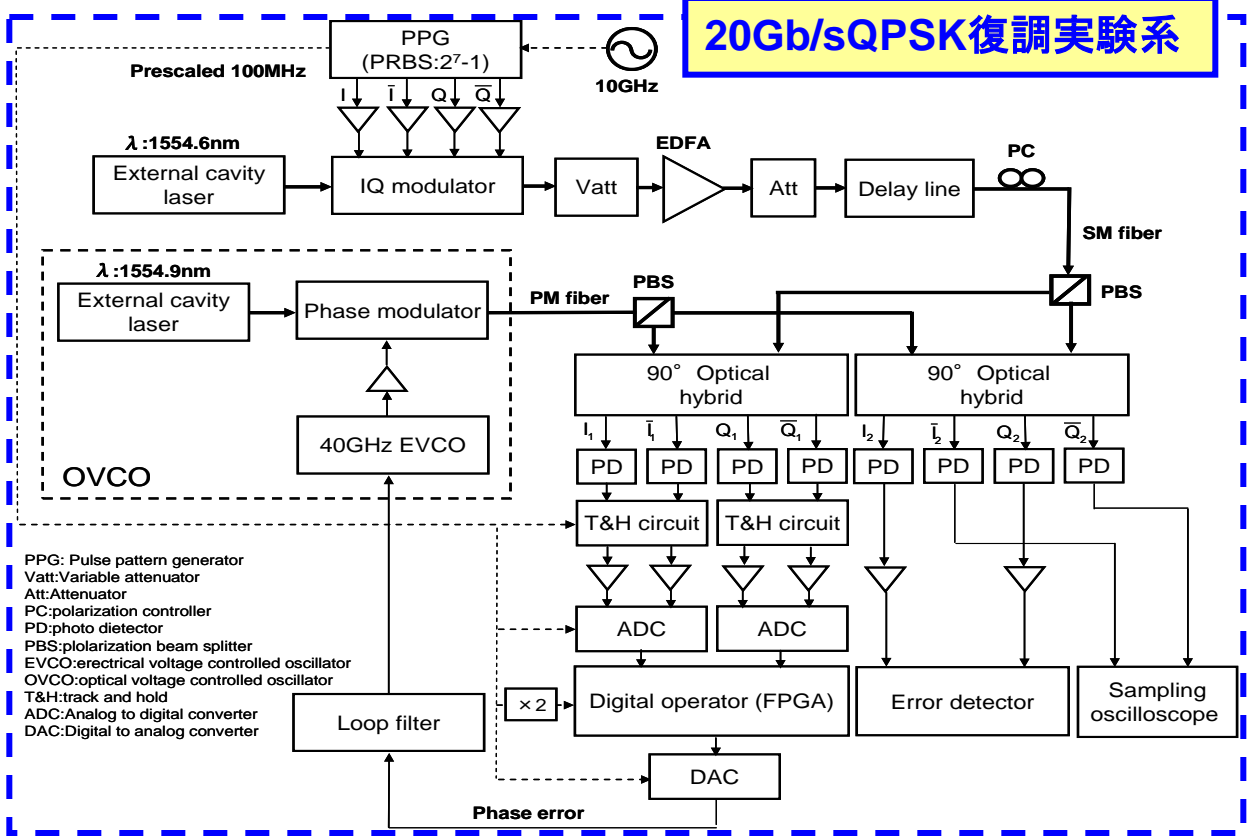 20Gb/sQPSK復調実験系
PPG
(PRBS:2⁷-1)
10GHz
Prescaled 100MHz
I
I̅
Q
Q̅
λ:1554.6nm
External cavity
laser
IQ modulator
Vatt
EDFA
Att
Delay line
PC
SM fiber
PBS
λ:1554.9nm
External cavity
laser
Phase modulator
PM fiber
PBS
40GHz EVCO
OVCO
90° Optical
hybrid
90° Optical
hybrid
I₁
I̅₁
Q₁
Q̅₁
I₂
I̅₂
Q₂
Q̅₂
PD
PD
PD
PD
PD
PD
PD
PD
T&H circuit
T&H circuit
ADC
ADC
×2
Digital operator (FPGA)
Error detector
Sampling
oscilloscope
Loop filter
DAC
Phase error
PPG: Pulse pattern generator
Vatt:Variable attenuator
Att:Attenuator
PC:polarization controller
PD:photo dietector
PBS:plolarization beam splitter
EVCO:erectrical voltage controlled oscillator
OVCO:optical voltage controlled oscillator
T&H:track and hold
ADC:Analog to digital converter
DAC:Digital to analog converter